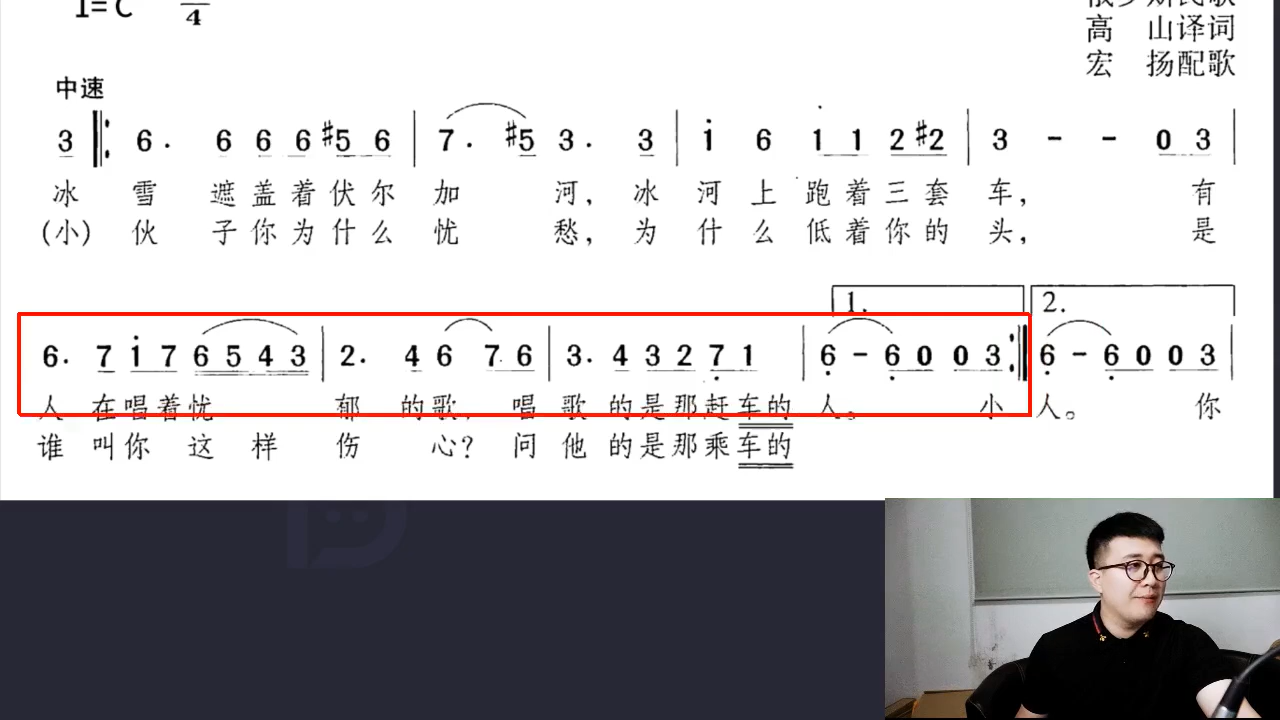 1=C 4
高 山译词
宏 扬配歌
中速
3 ‖: 6. 6 6 6 #5 6 | 7. #5 3. 3 | i 6 1 1 2 #2 | 3 - - 0 3 |
冰 雪 遮盖着伏尔 加 河, 冰 河 上 跑着三套 车, 有
(小) 伙 子你为什么 忧 愁, 为 什 么 低着你的 头, 是
1. 2.
6. 7 i 7 6 5 4 3 | 2. 4 6 7 6 | 3. 4 3 2 7 1 | 6 - 6 0 0 3 :‖ 6 - 6 0 0 3 |
人 在唱着忧 郁 的歌, 唱 歌 的是那赶车的 人。 小 人。 你
谁 叫你 这 样 伤 心? 问 他 的是那乘车的